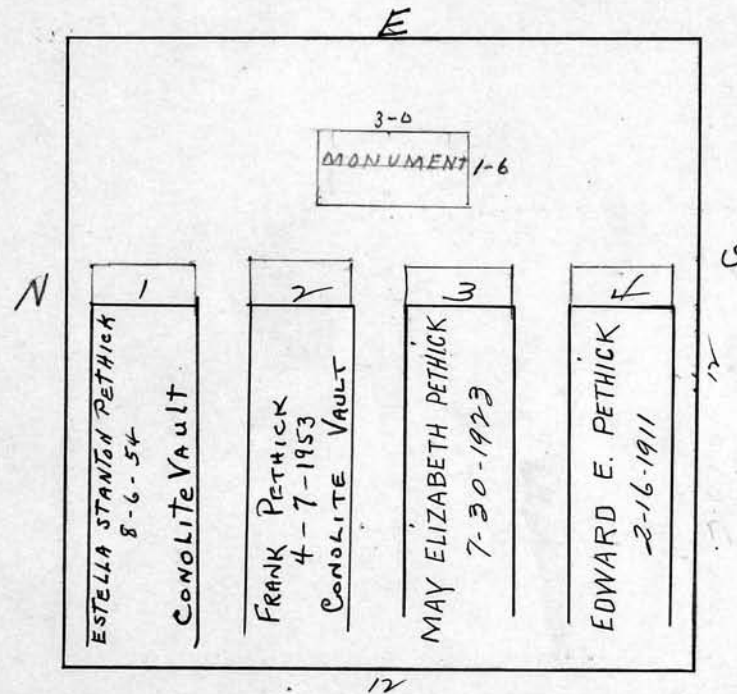 E
3-0
MONUMENT 1-6
N
S
1
2
3
4
ESTELLA STANTON PETHICK
8-6-54
CONOLITE VAULT
FRANK PETHICK
4-7-1953
CONOLITE VAULT
MAY ELIZABETH PETHICK
7-30-1923
EDWARD E. PETHICK
2-16-1911
12
12